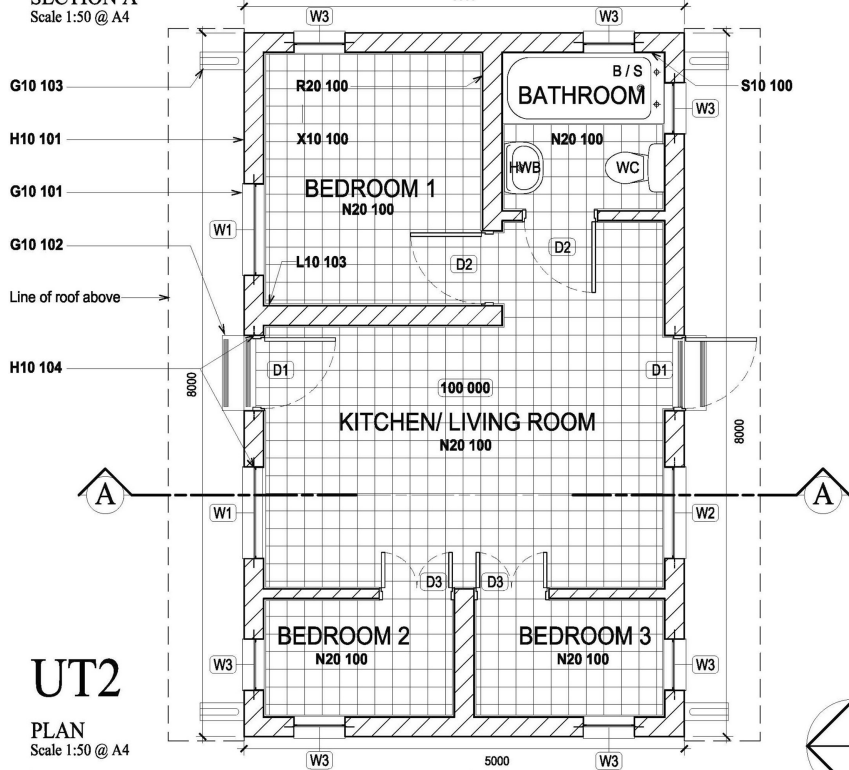 SECTION A
Scale 1:50 @ A4
W3
W3
G10 103
R20 100
B / S
S10 100
BATHROOM
W3
H10 101
X10 100
N20 100
HWB
WC
G10 101
BEDROOM 1
N20 100
W1
G10 102
D2
D2
L10 103
Line of roof above
H10 104
8000
D1
100 000
D1
KITCHEN/ LIVING ROOM
N20 100
8000
A
A
W1
W2
D3
D3
BEDROOM 2
N20 100
BEDROOM 3
N20 100
W3
W3
UT2
PLAN
Scale 1:50 @ A4
W3
5000
W3